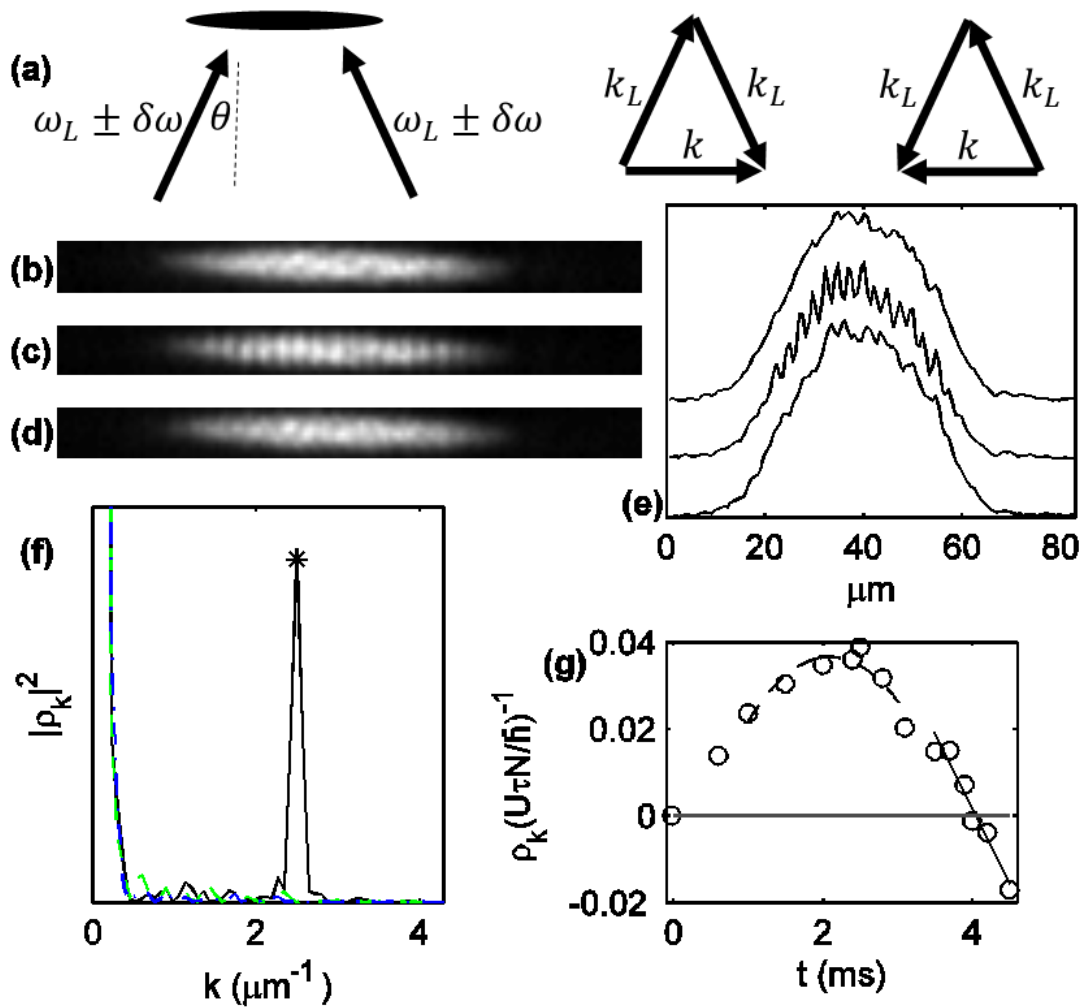 (a)
ω_L ± δω
θ
ω_L ± δω
k_L
k_L
k
k_L
k_L
k
(b)
(c)
(d)
(e)
0 20 40 60 80
μm
(f)
|ρ_k|²
0 2 4
k (μm⁻¹)
(g)
ρ_k(UτN/ħ)⁻¹
0.04
0.02
0
-0.02
0 2 4
t (ms)